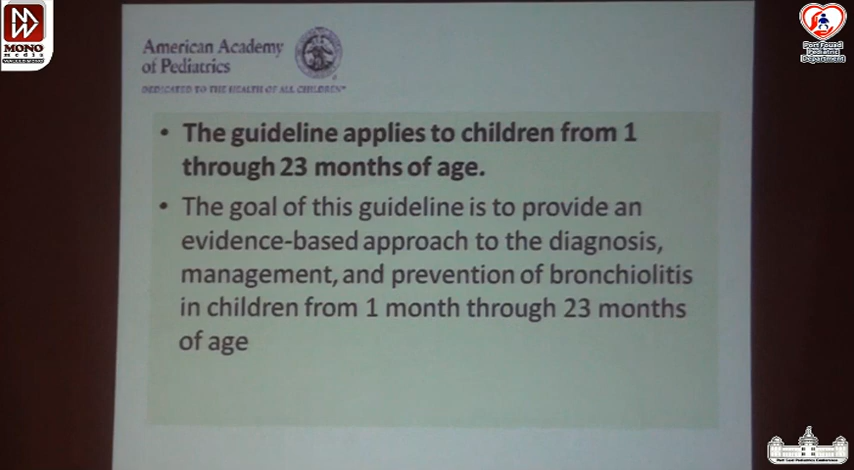 MONO
media
American Academy
of Pediatrics
DEDICATED TO THE HEALTH OF ALL CHILDREN™
Port Fouad
Pediatric
Department
• The guideline applies to children from 1
through 23 months of age.
• The goal of this guideline is to provide an
evidence-based approach to the diagnosis,
management, and prevention of bronchiolitis
in children from 1 month through 23 months
of age